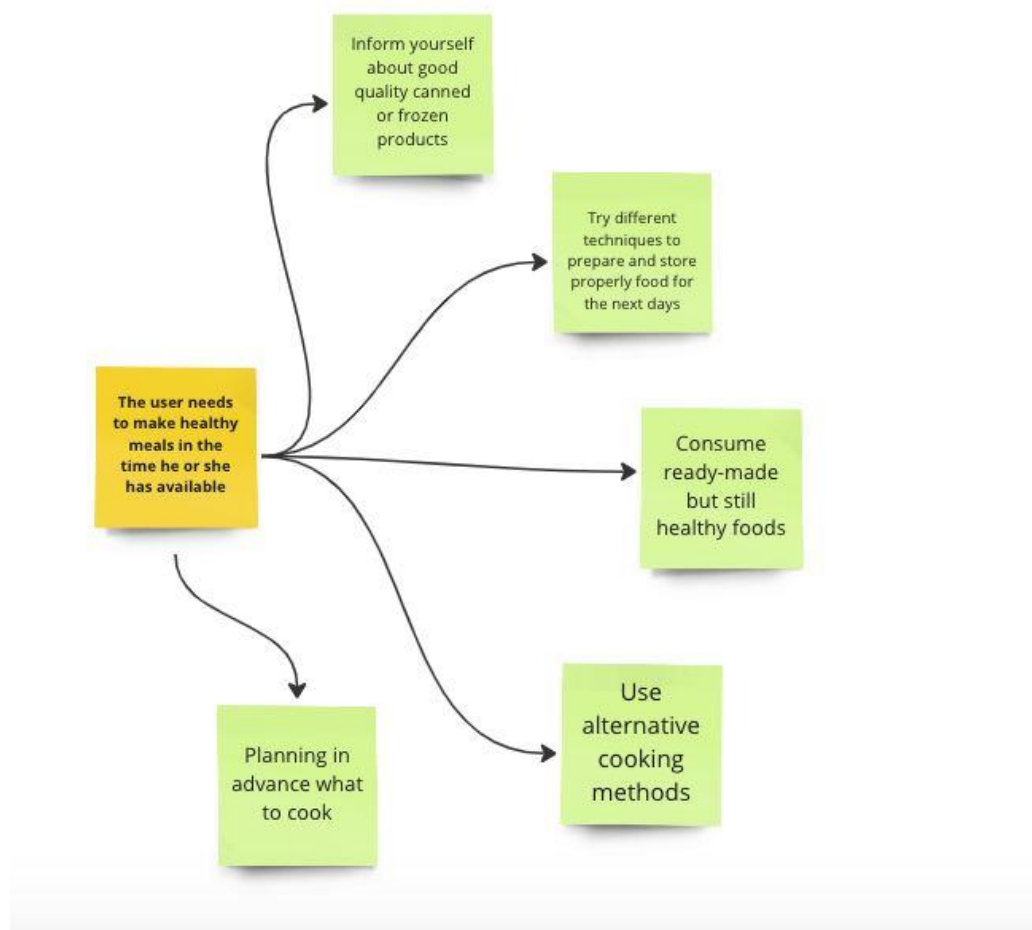 Inform yourself
about good
quality canned
or frozen
products
Try different
techniques to
prepare and store
properly food for
the next days
The user needs
to make healthy
meals in the
time he or she
has available
Consume
ready-made
but still
healthy foods
Use
alternative
cooking
methods
Planning in
advance what
to cook